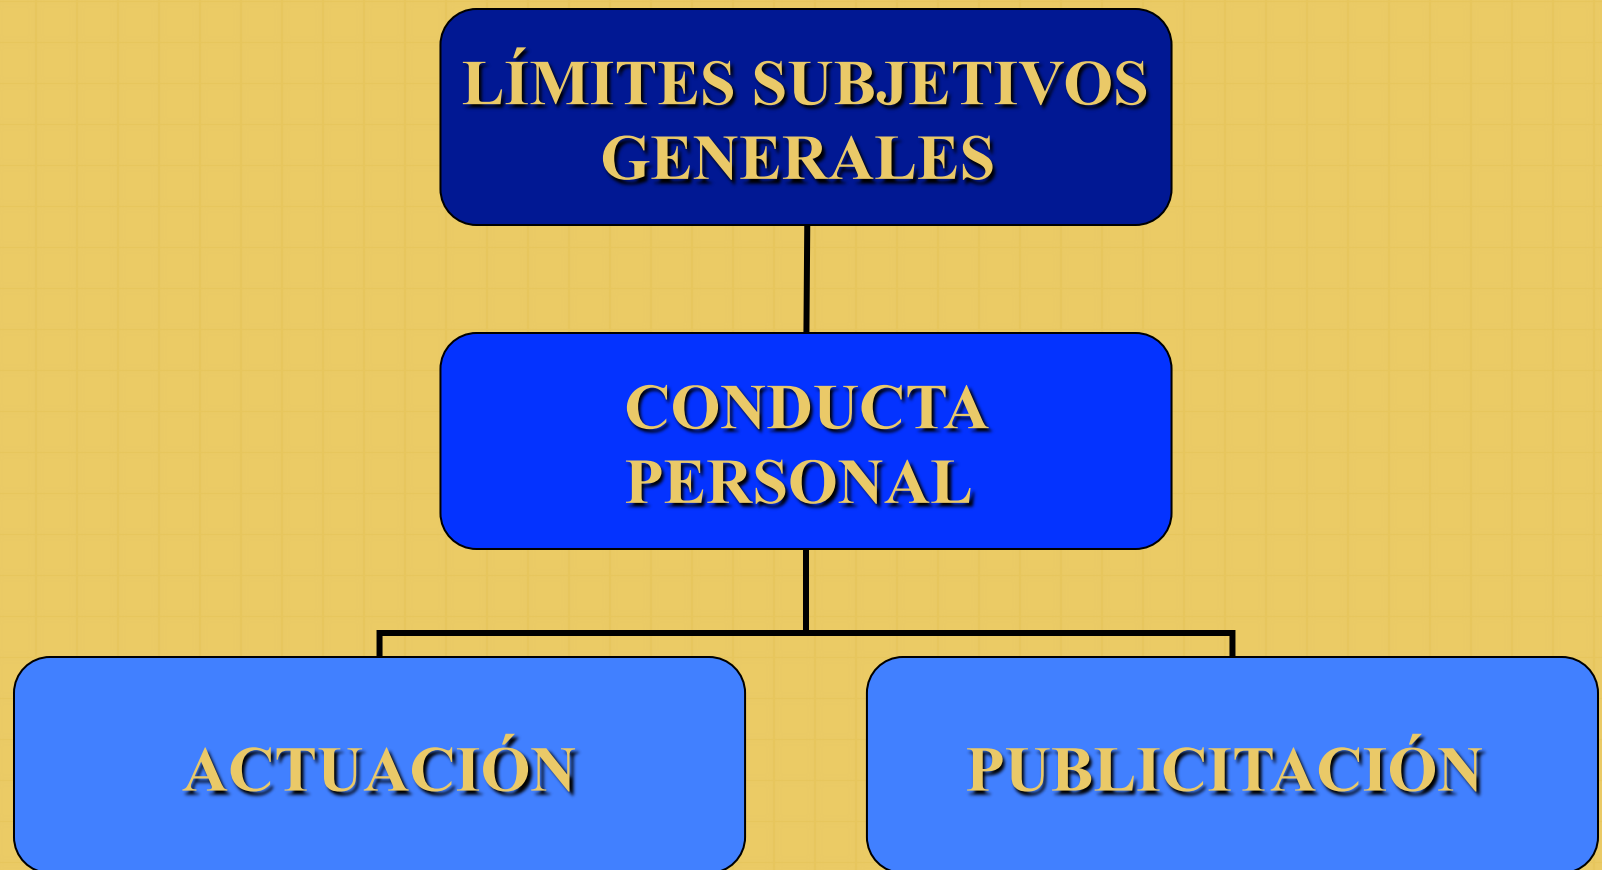 LÍMITES SUBJETIVOS
GENERALES
CONDUCTA
PERSONAL
ACTUACIÓN
PUBLICITACIÓN